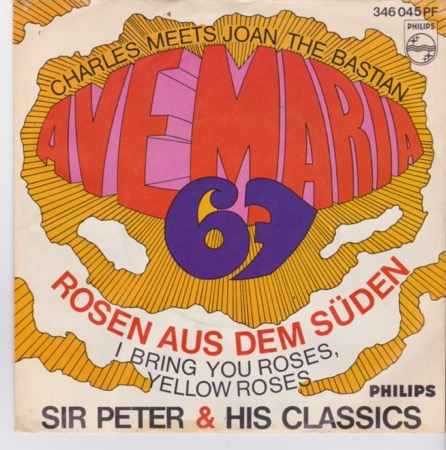 346 045 PF
PHILIPS
CHARLES MEETS JOAN THE BASTIAN
AVE MARIA
67
ROSEN AUS DEM SÜDEN
I BRING YOU ROSES,
YELLOW ROSES
PHILIPS
SIR PETER & HIS CLASSICS